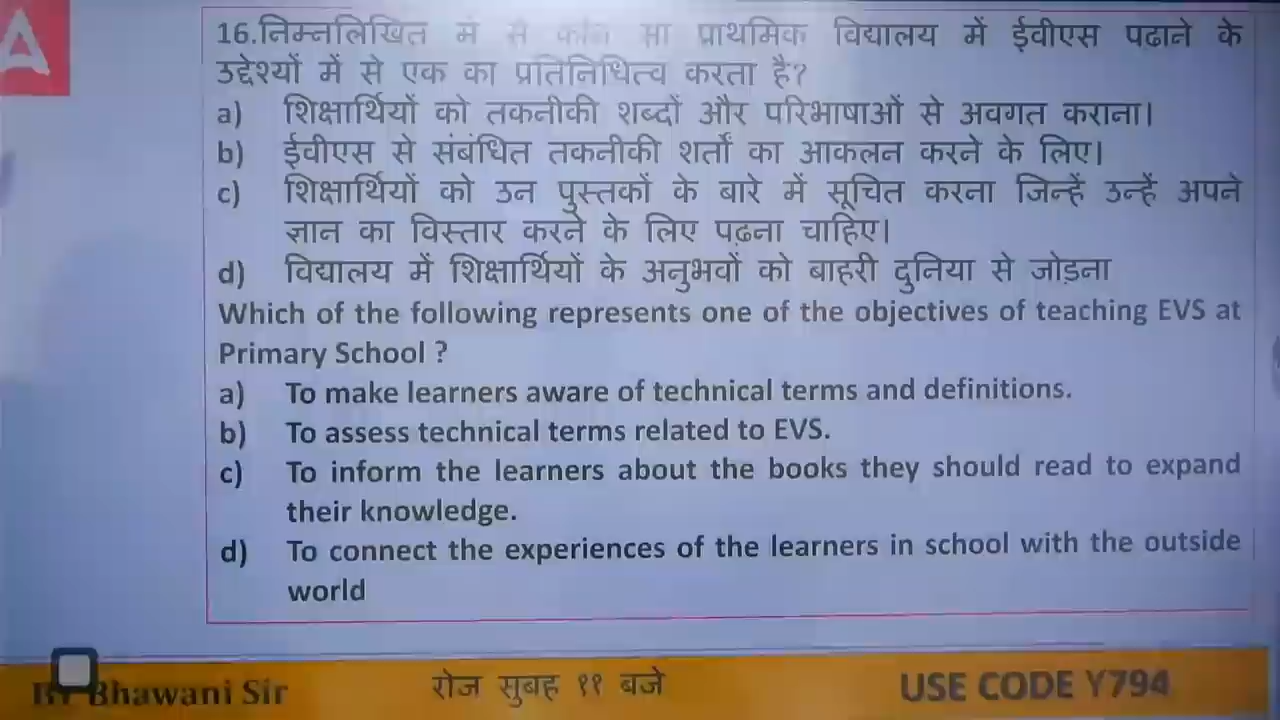 A
16.निम्नलिखित में से कौन सा प्राथमिक विद्यालय में ईवीएस पढाने के
उद्देश्यों में से एक का प्रतिनिधित्व करता है?
a) शिक्षार्थियों को तकनीकी शब्दों और परिभाषाओं से अवगत कराना।
b) ईवीएस से संबंधित तकनीकी शर्तों का आकलन करने के लिए।
c) शिक्षार्थियों को उन पुस्तकों के बारे में सूचित करना जिन्हें उन्हें अपने
ज्ञान का विस्तार करने के लिए पढ़ना चाहिए।
d) विद्यालय में शिक्षार्थियों के अनुभवों को बाहरी दुनिया से जोड़ना
Which of the following represents one of the objectives of teaching EVS at
Primary School ?
a) To make learners aware of technical terms and definitions.
b) To assess technical terms related to EVS.
c) To inform the learners about the books they should read to expand
their knowledge.
d) To connect the experiences of the learners in school with the outside
world
BY Bhawani Sir रोज सुबह ११ बजे USE CODE Y794